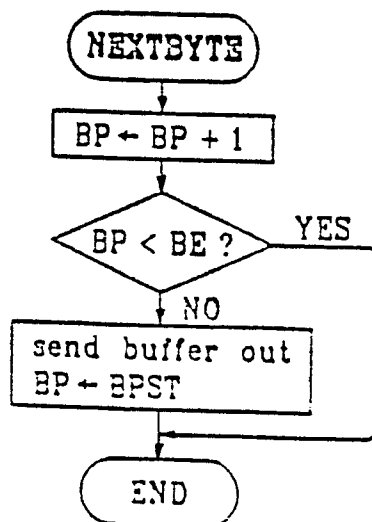 NEXTBYTE
BP ← BP + 1
BP < BE ?
YES
NO
send buffer out
BP ← BPST
END